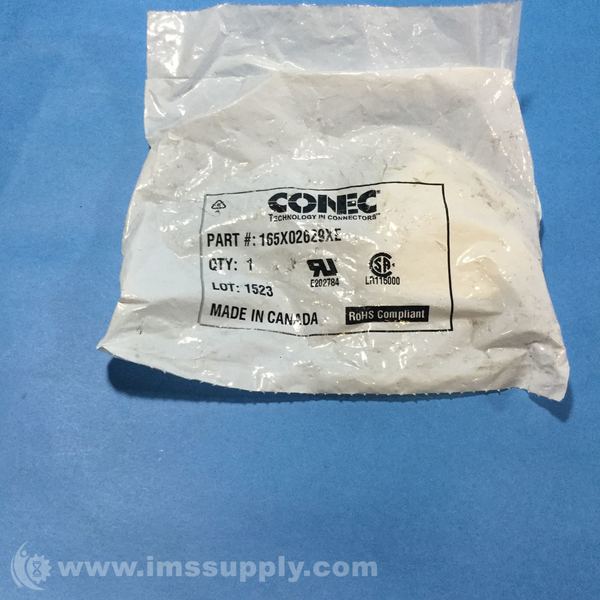 CONEC
TECHNOLOGY IN CONNECTORS™
PART #: 165X02629XE
QTY: 1
E202784
LR115000
LOT: 1523
MADE IN CANADA
RoHS Compliant
www.imssupply.com